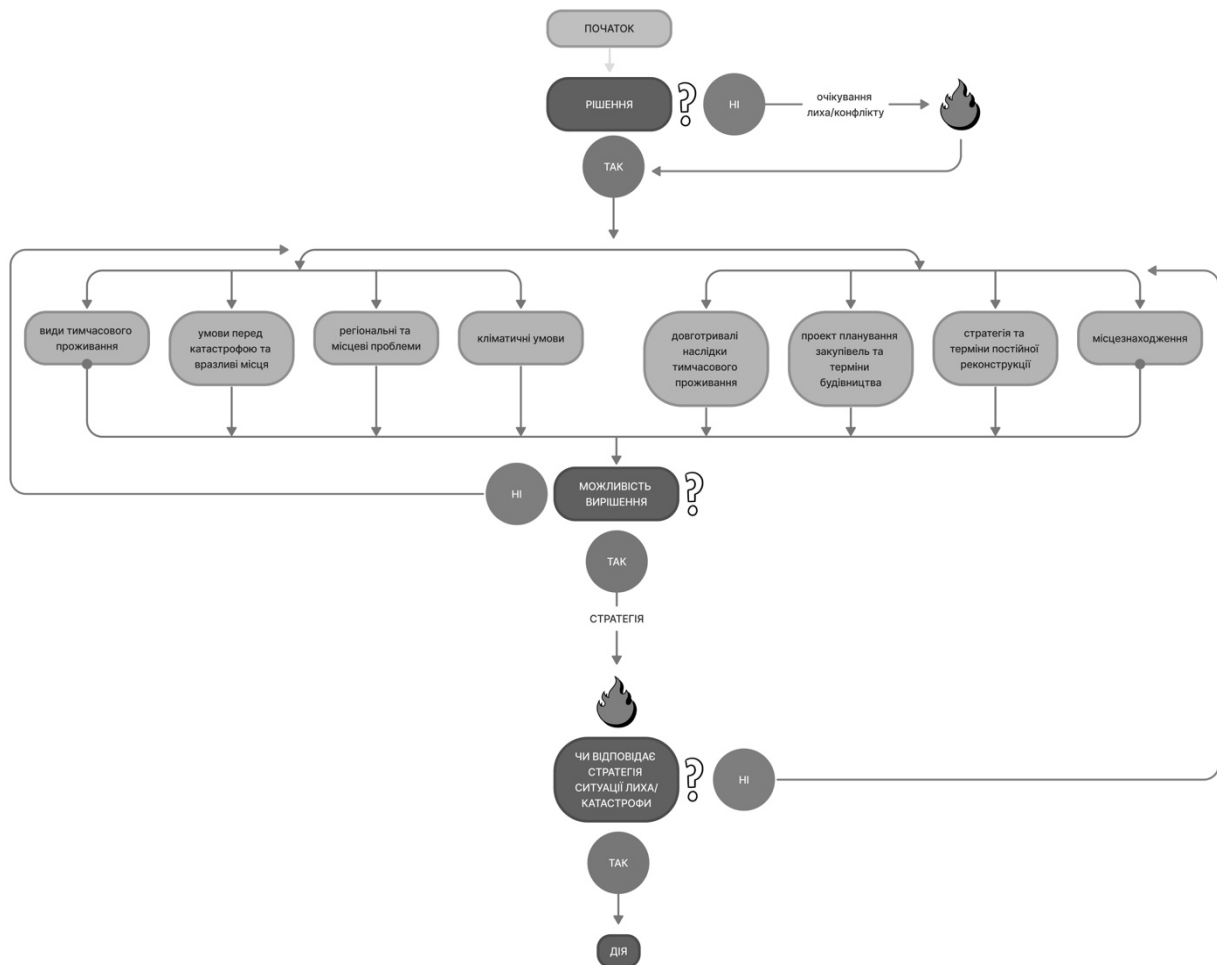 ПОЧАТОК
РІШЕННЯ
?
НІ
очікування
лиха/конфлікту
ТАК
види тимчасового
проживання
умови перед
катастрофою та
вразливі місця
регіональні та
місцеві проблеми
кліматичні умови
довготривалі
наслідки
тимчасового
проживання
проект планування
закупівель та
терміни
будівництва
стратегія та
терміни постійної
реконструкції
місцезнаходження
НІ
МОЖЛИВІСТЬ
ВИРІШЕННЯ
?
ТАК
СТРАТЕГІЯ
ЧИ ВІДПОВІДАЄ
СТРАТЕГІЯ
СИТУАЦІЇ ЛИХА/
КАТАСТРОФИ
?
НІ
ТАК
ДІЯ